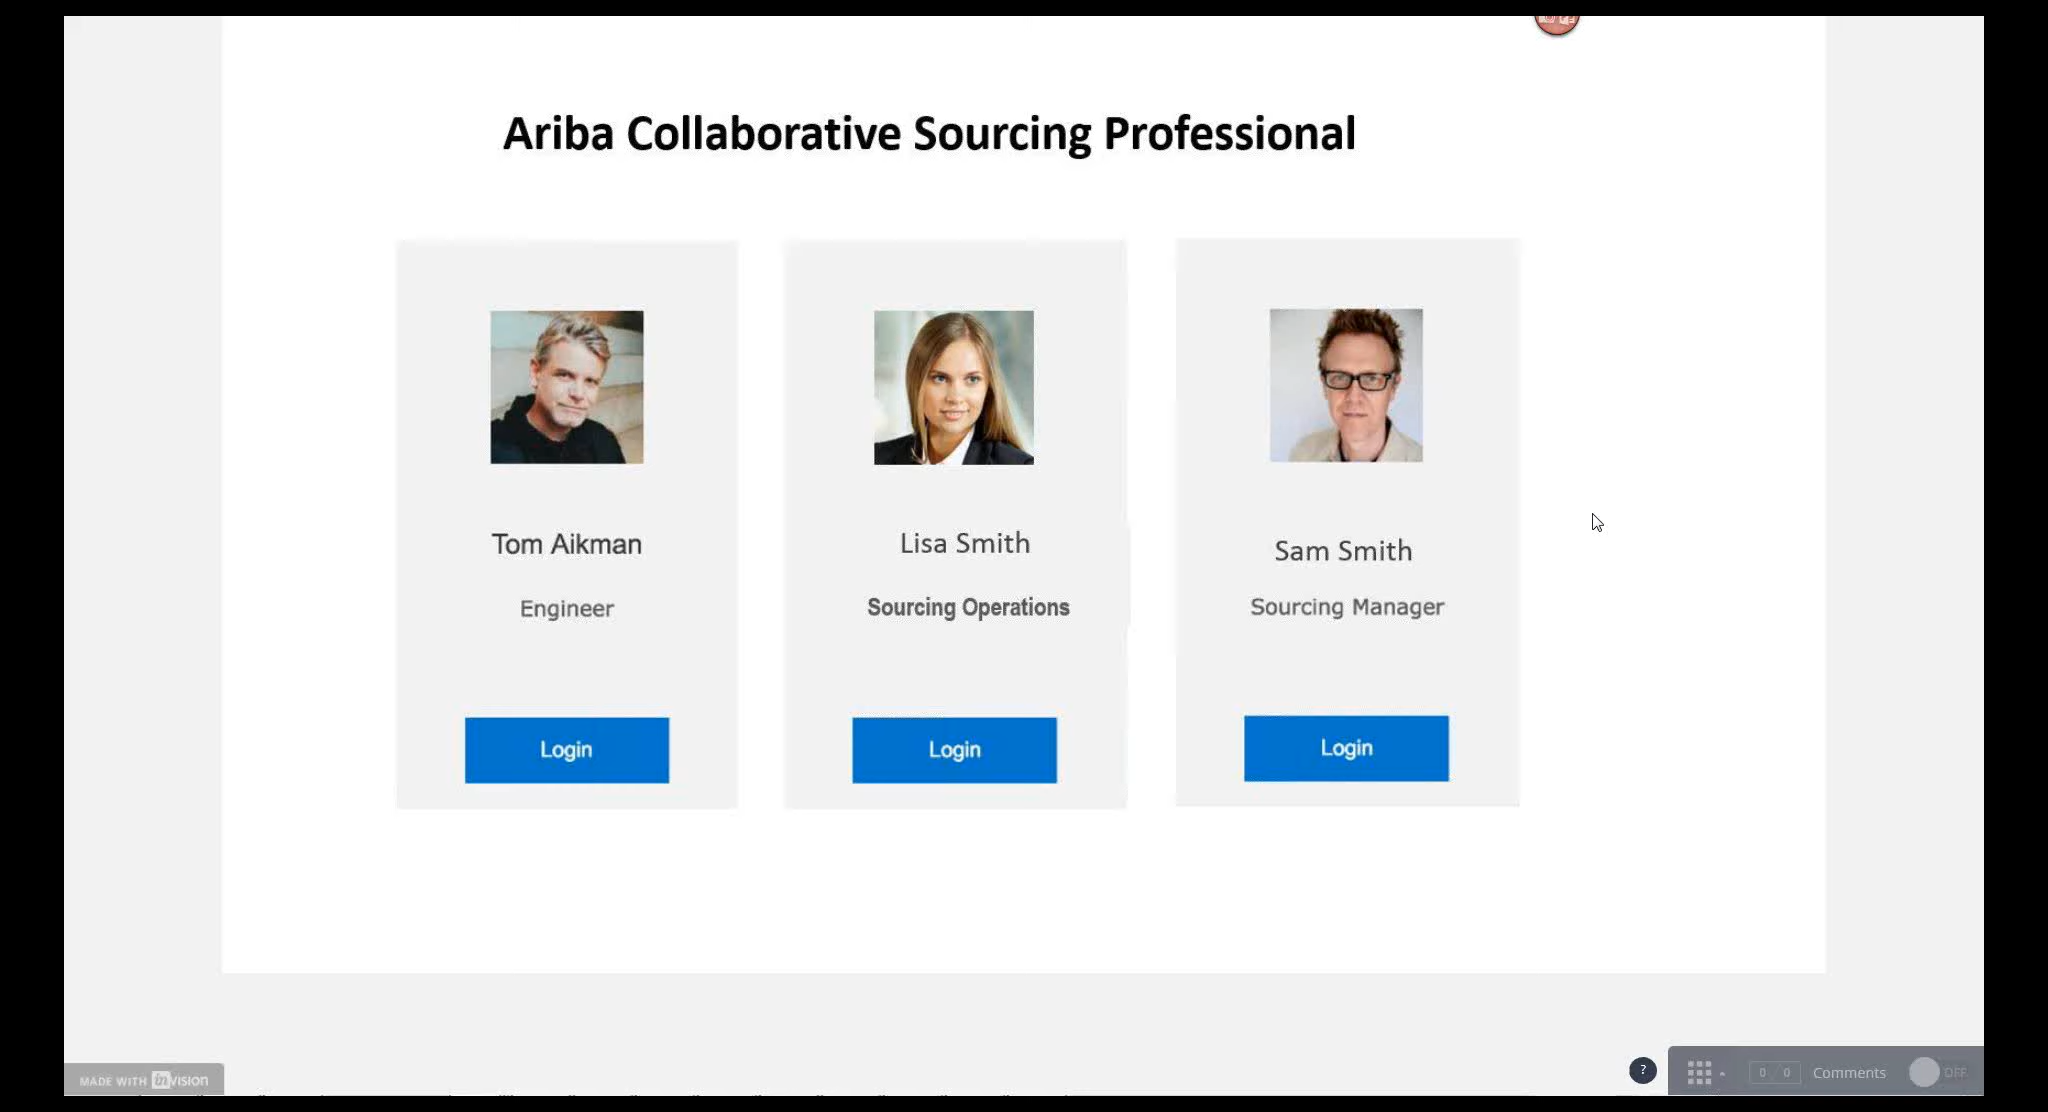 Ariba Collaborative Sourcing Professional
Tom Aikman
Engineer
Login
Lisa Smith
Sourcing Operations
Login
Sam Smith
Sourcing Manager
Login
MADE WITH inVISION
?
0 / 0 Comments OFF